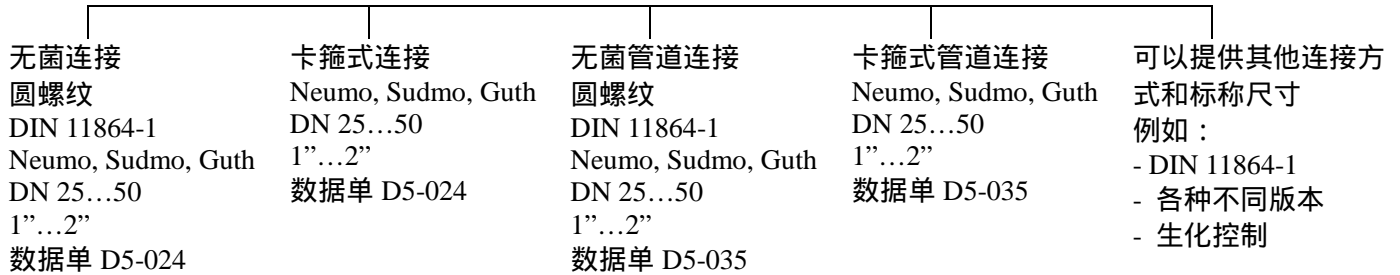 无菌连接
圆螺纹
DIN 11864-1
Neumo, Sudmo, Guth
DN 25…50
1”…2”
数据单 D5-024
卡箍式连接
Neumo, Sudmo, Guth
DN 25…50
1”…2”
数据单 D5-024
无菌管道连接
圆螺纹
DIN 11864-1
Neumo, Sudmo, Guth
DN 25…50
1”…2”
数据单 D5-035
卡箍式管道连接
Neumo, Sudmo, Guth
DN 25…50
1”…2”
数据单 D5-035
可以提供其他连接方
式和标称尺寸
例如：
- DIN 11864-1
- 各种不同版本
- 生化控制